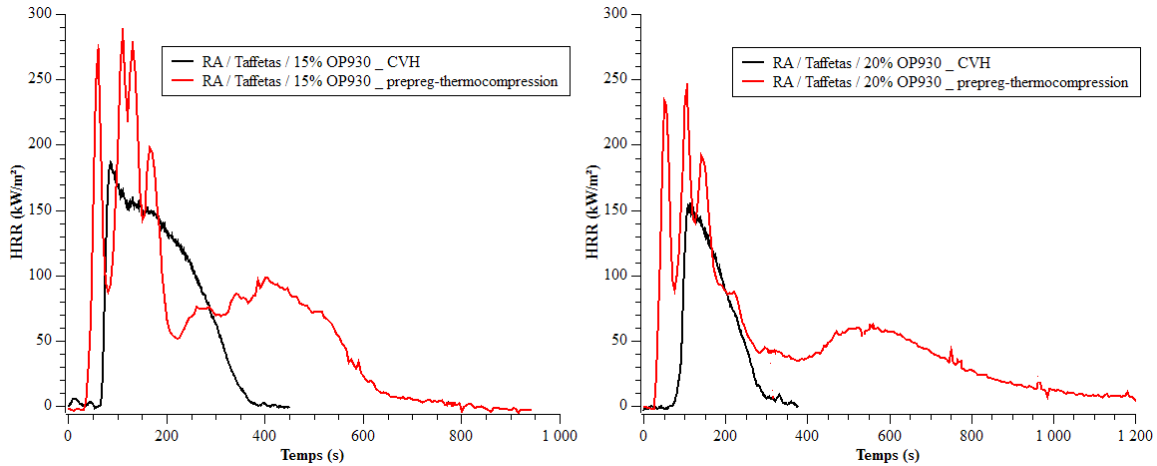 300
250
200
150
100
50
0
HRR (kW/m²)
RA / Taffetas / 15% OP930 _ CVH
RA / Taffetas / 15% OP930 _ prepreg-thermocompression
0 200 400 600 800 1 000
Temps (s)
300
250
200
150
100
50
0
HRR (kW/m²)
RA / Taffetas / 20% OP930 _ CVH
RA / Taffetas / 20% OP930 _ prepreg-thermocompression
0 200 400 600 800 1 000 1 200
Temps (s)